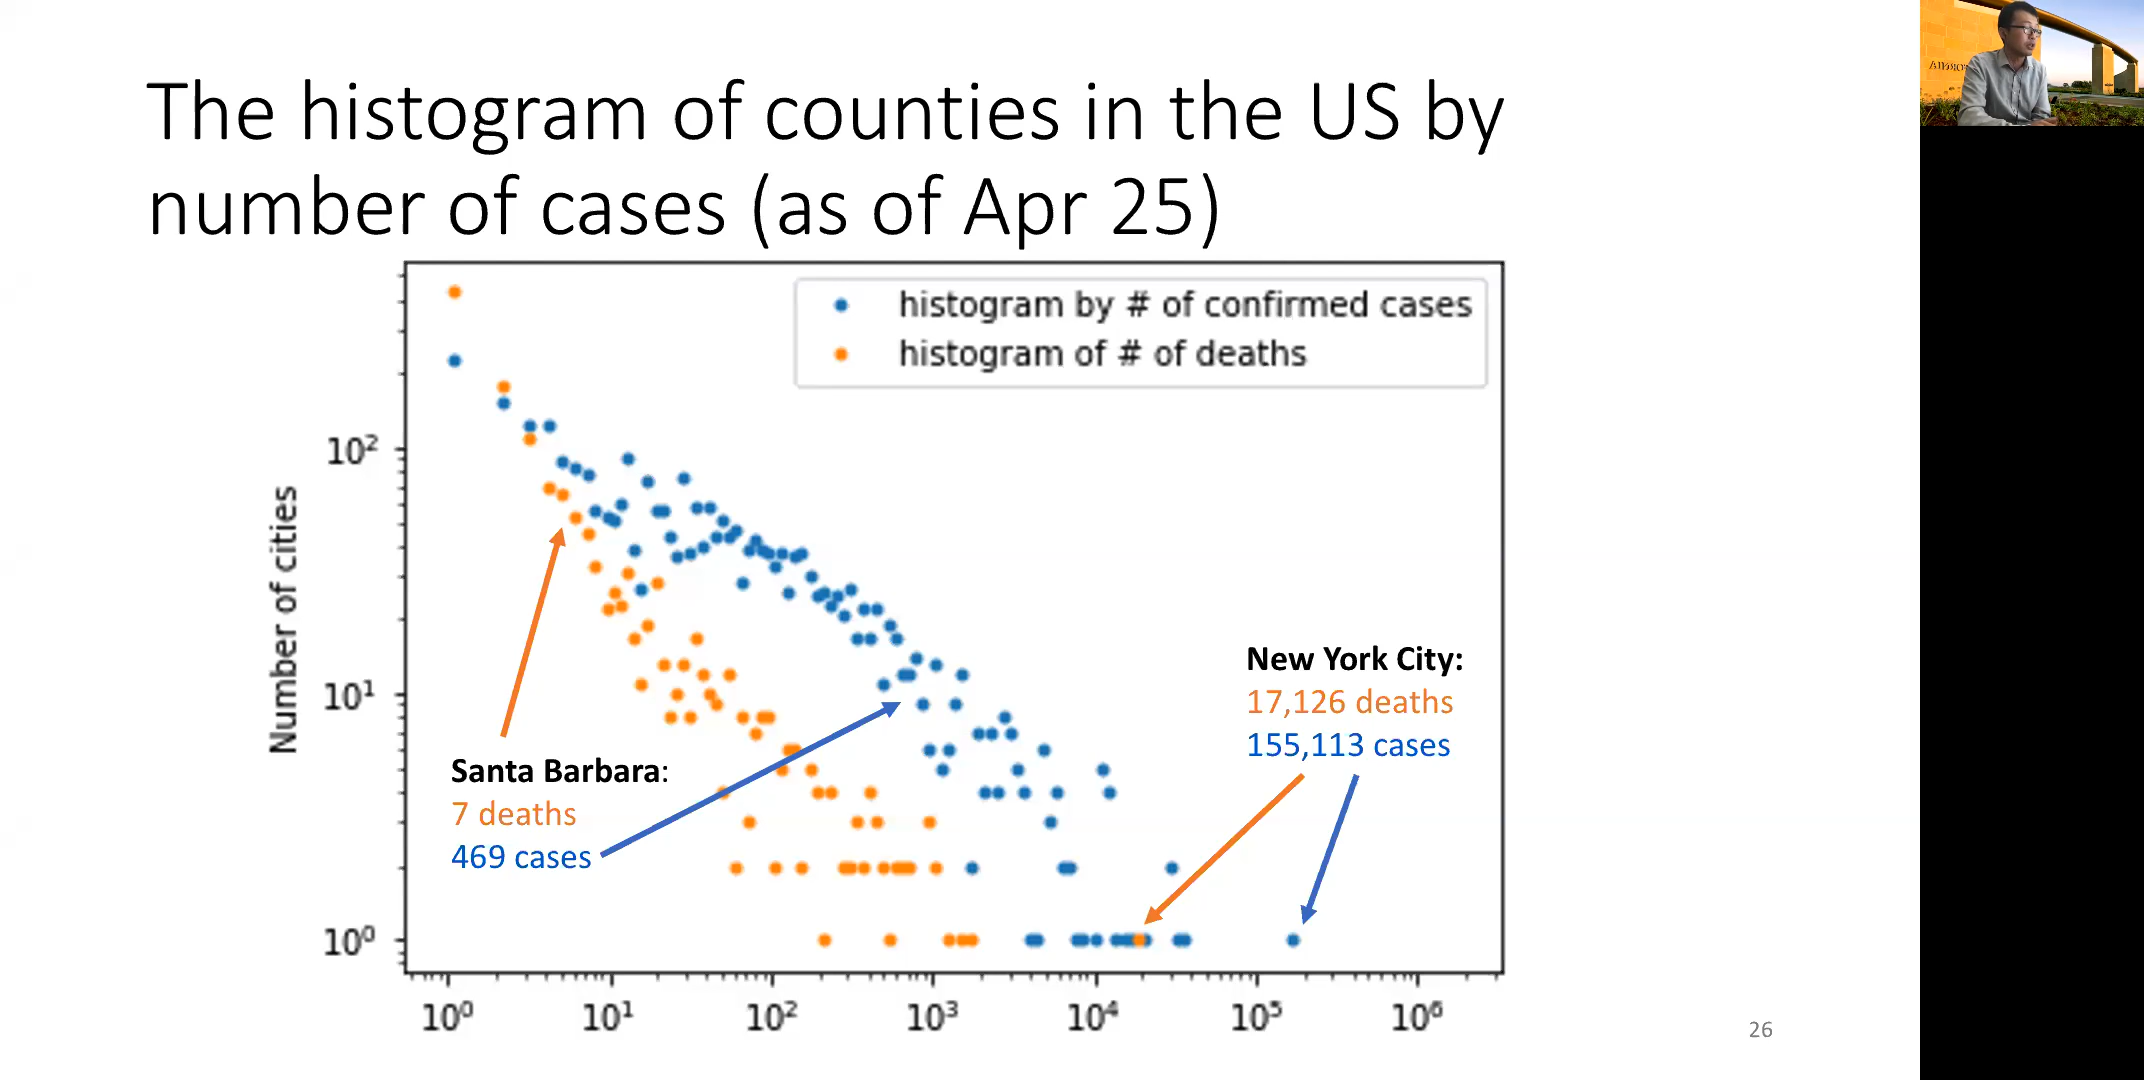 The histogram of counties in the US by
number of cases (as of Apr 25)
histogram by # of confirmed cases
histogram of # of deaths
Number of cities
10²
10¹
10⁰
Santa Barbara:
7 deaths
469 cases
New York City:
17,126 deaths
155,113 cases
10⁰ 10¹ 10² 10³ 10⁴ 10⁵ 10⁶
26